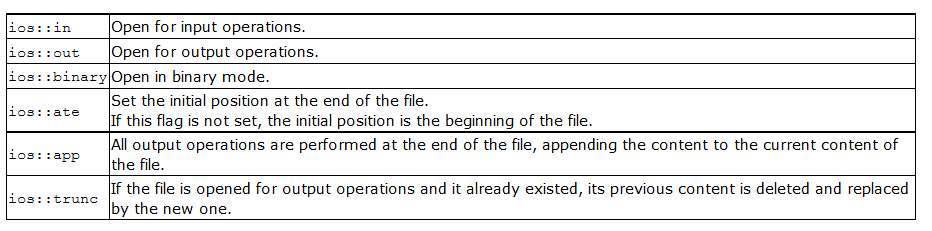 ios::in Open for input operations.
ios::out Open for output operations.
ios::binary Open in binary mode.
ios::ate Set the initial position at the end of the file.
If this flag is not set, the initial position is the beginning of the file.
ios::app All output operations are performed at the end of the file, appending the content to the current content of
the file.
ios::trunc If the file is opened for output operations and it already existed, its previous content is deleted and replaced
by the new one.